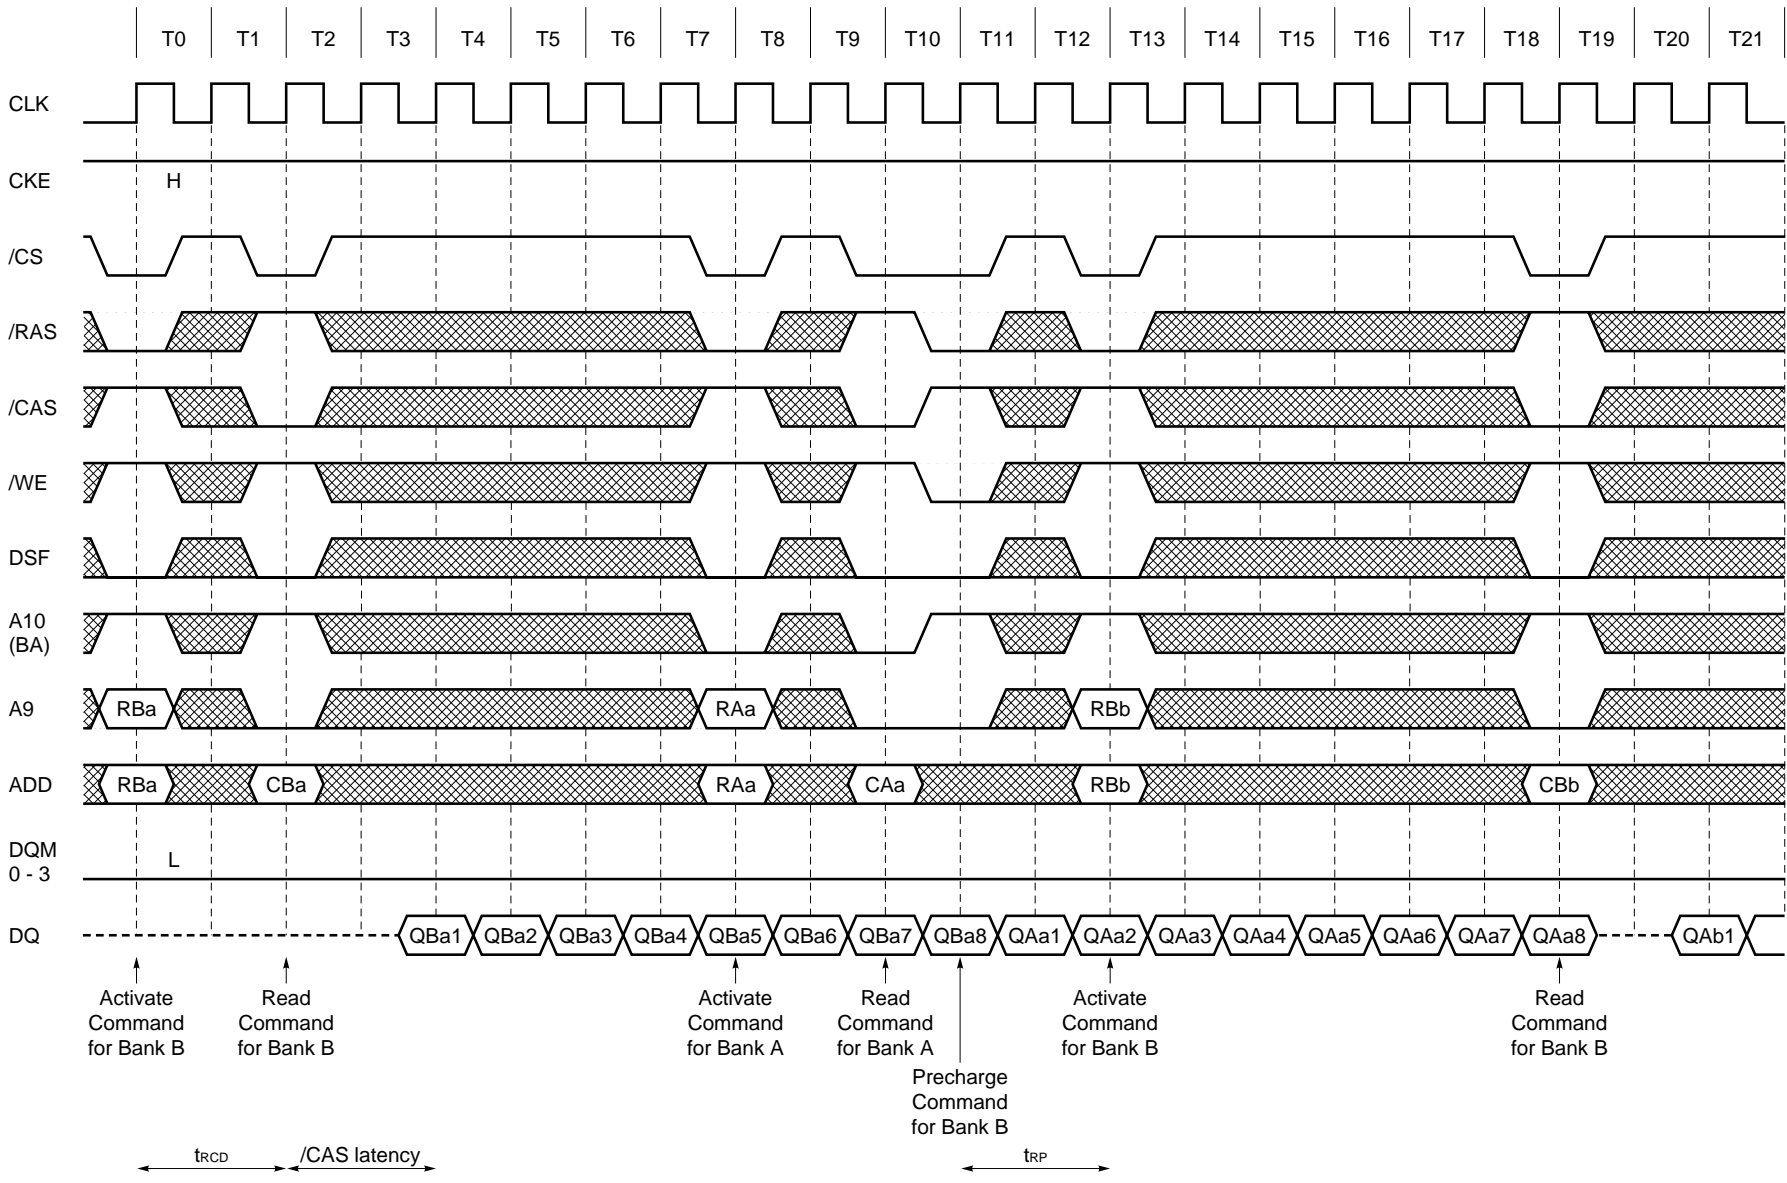 T0 T1 T2 T3 T4 T5 T6 T7 T8 T9 T10 T11 T12 T13 T14 T15 T16 T17 T18 T19 T20 T21
CLK
CKE H
/CS
/RAS
/CAS
/WE
DSF
A10
(BA)
A9 RBa RAa RBb
ADD RBa CBa RAa CAa RBb CBb
DQM
0 - 3
L
DQ QBa1 QBa2 QBa3 QBa4 QBa5 QBa6 QBa7 QBa8 QAa1 QAa2 QAa3 QAa4 QAa5 QAa6 QAa7 QAa8 QAb1
Activate
Command
for Bank B
Read
Command
for Bank B
Activate
Command
for Bank A
Read
Command
for Bank A
Precharge
Command
for Bank B
Activate
Command
for Bank B
Read
Command
for Bank B
tRCD /CAS latency tRP